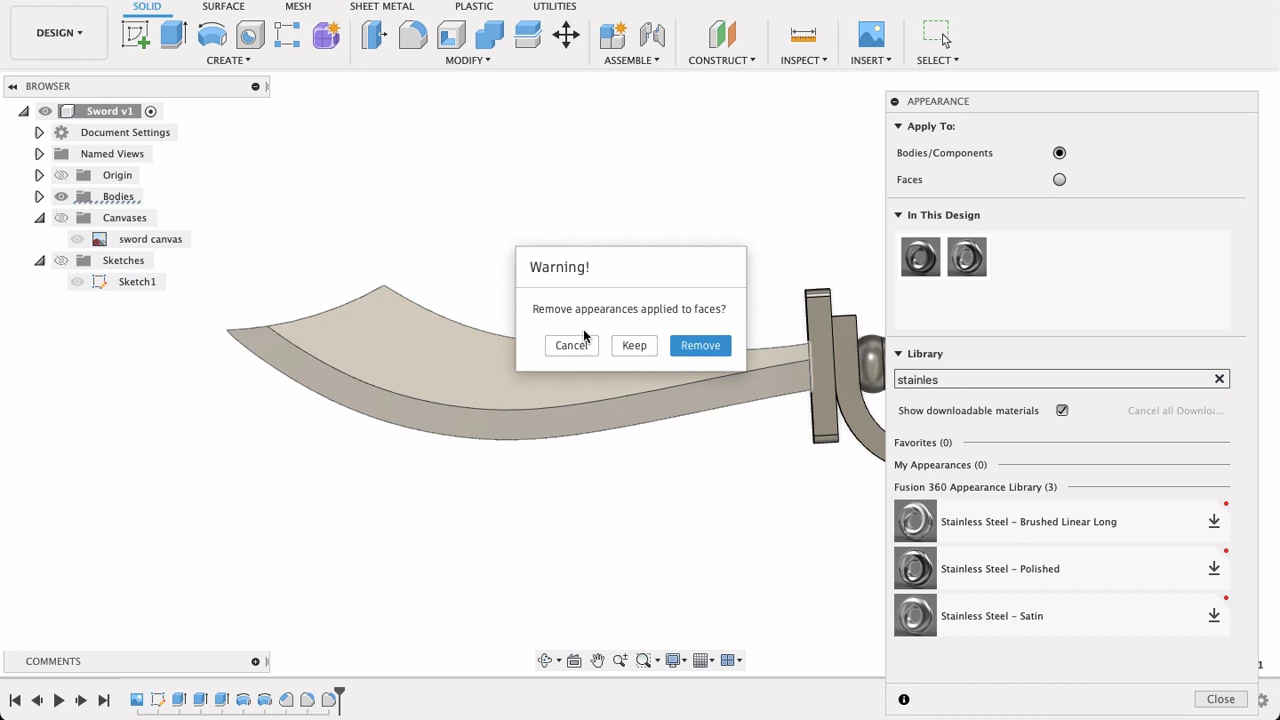 SOLID SURFACE MESH SHEET METAL PLASTIC UTILITIES
DESIGN
CREATE MODIFY ASSEMBLE CONSTRUCT INSPECT INSERT SELECT
BROWSER
Sword v1
Document Settings
Named Views
Origin
Bodies
Canvases
sword canvas
Sketches
Sketch1
Warning!
Remove appearances applied to faces?
Cancel Keep Remove
APPEARANCE
Apply To:
Bodies/Components
Faces
In This Design
Library
stainles
Show downloadable materials Cancel all Downloa...
Favorites (0)
My Appearances (0)
Fusion 360 Appearance Library (3)
Stainless Steel - Brushed Linear Long
Stainless Steel - Polished
Stainless Steel - Satin
COMMENTS
1
Close